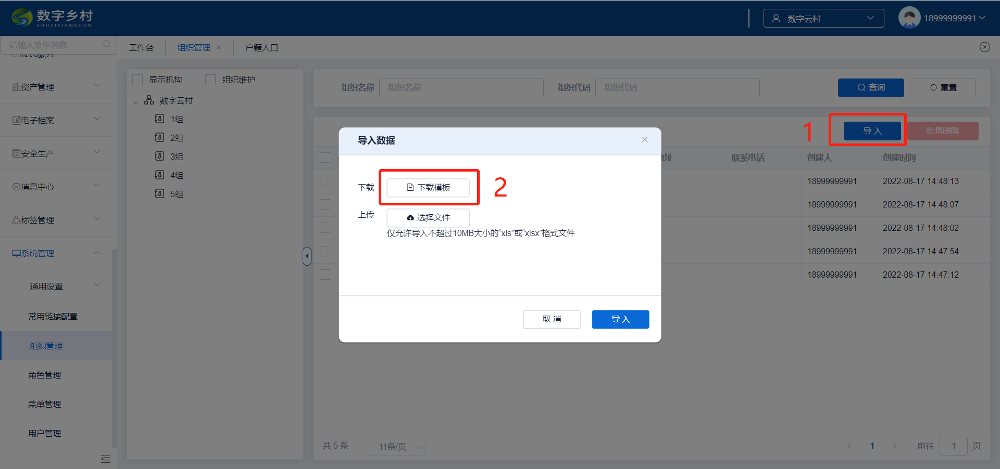 数字乡村
SHUZIXIANGCUN
数字云村
18999999991
请输入菜单名称
便民服务
资产管理
电子档案
安全生产
消息中心
标签管理
系统管理
通用设置
常用链接配置
组织管理
角色管理
菜单管理
用户管理
工作台
组织管理 ×
户籍人口
显示机构
组织维护
数字云村
1组
2组
3组
4组
5组
组织名称
组织名称
组织代码
组织代码
查询
重置
1
导入
批量删除
地址
联系电话
创建人
创建时间
18999999991
2022-08-17 14:48:13
18999999991
2022-08-17 14:48:07
18999999991
2022-08-17 14:48:02
18999999991
2022-08-17 14:47:54
18999999991
2022-08-17 14:47:12
导入数据
下载
下载模板
2
上传
选择文件
仅允许导入不超过10MB大小的“xls”或“xlsx”格式文件
取消
导入
共 5 条
11条/页
1
前往
1
页